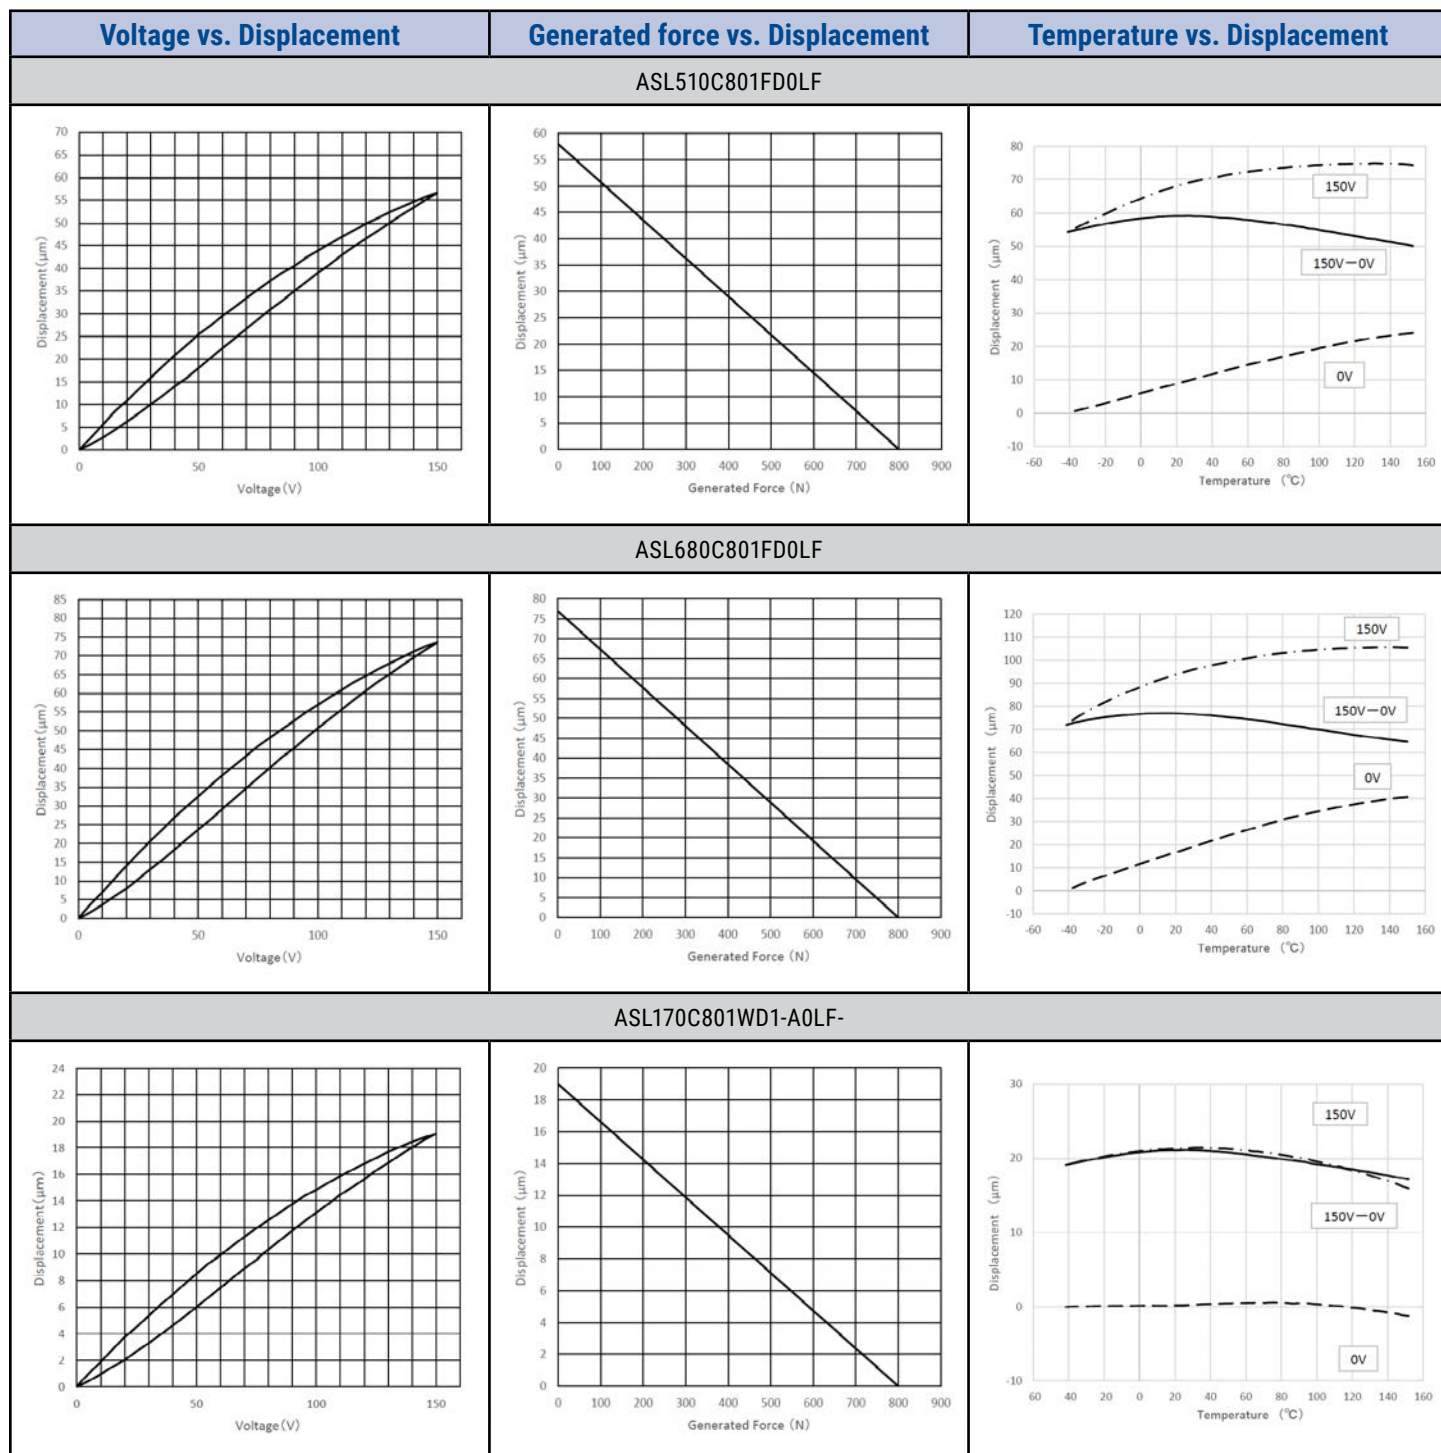 Voltage vs. Displacement
Generated force vs. Displacement
Temperature vs. Displacement
ASL510C801FD0LF
70
65
60
55
50
45
40
35
30
25
20
15
10
5
0
Displacement(μm)
0 50 100 150
Voltage(V)
60
55
50
45
40
35
30
25
20
15
10
5
0
Displacement (μm)
0 100 200 300 400 500 600 700 800 900
Generated Force (N)
80
70
60
50
40
30
20
10
0
-10
Displacement (μm)
150V
150V－0V
0V
-60 -40 -20 0 20 40 60 80 100 120 140 160
Temperature (℃)
ASL680C801FD0LF
85
80
75
70
65
60
55
50
45
40
35
30
25
20
15
10
5
0
Displacement(μm)
0 50 100 150
Voltage(V)
80
75
70
65
60
55
50
45
40
35
30
25
20
15
10
5
0
Displacement (μm)
0 100 200 300 400 500 600 700 800 900
Generated Force (N)
120
110
100
90
80
70
60
50
40
30
20
10
0
-10
Displacement (μm)
150V
150V－0V
0V
-60 -40 -20 0 20 40 60 80 100 120 140 160
Temperature (℃)
ASL170C801WD1-A0LF-
24
22
20
18
16
14
12
10
8
6
4
2
0
Displacement(μm)
0 50 100 150
Voltage(V)
20
18
16
14
12
10
8
6
4
2
0
Displacement (μm)
0 100 200 300 400 500 600 700 800 900
Generated Force (N)
30
20
10
0
-10
Displacement (μm)
150V
150V－0V
0V
60 40 20 0 20 40 60 80 100 120 140 160
Temperature (℃)